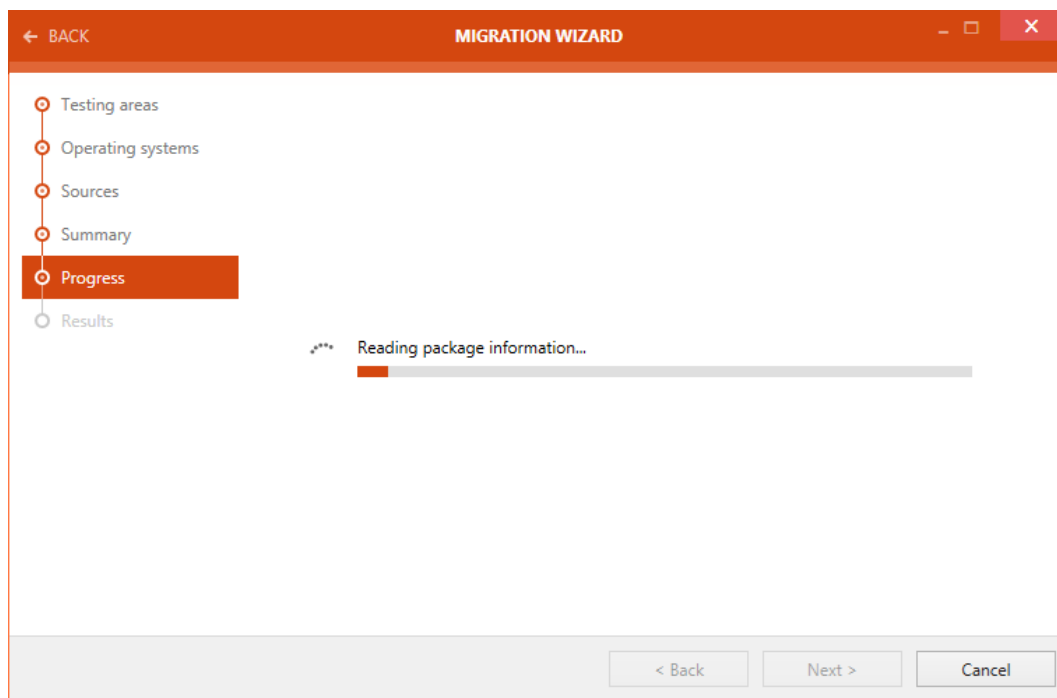 BACK
MIGRATION WIZARD
Testing areas
Operating systems
Sources
Summary
Progress
Results
Reading package information...
< Back
Next >
Cancel